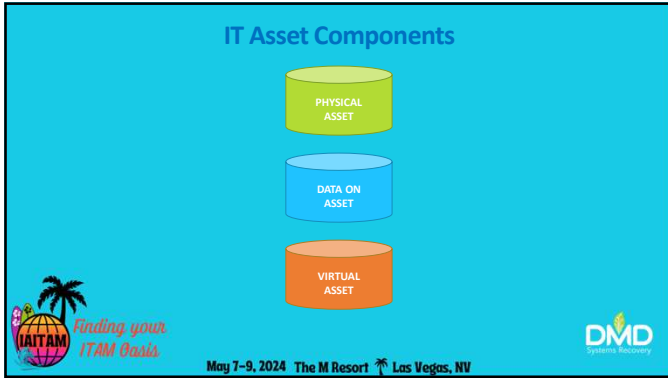 IT Asset Components
PHYSICAL
ASSET
DATA ON
ASSET
VIRTUAL
ASSET
IAITAM
Finding your
ITAM Oasis
May 7-9, 2024 The M Resort Las Vegas, NV
DMD
Systems Recovery